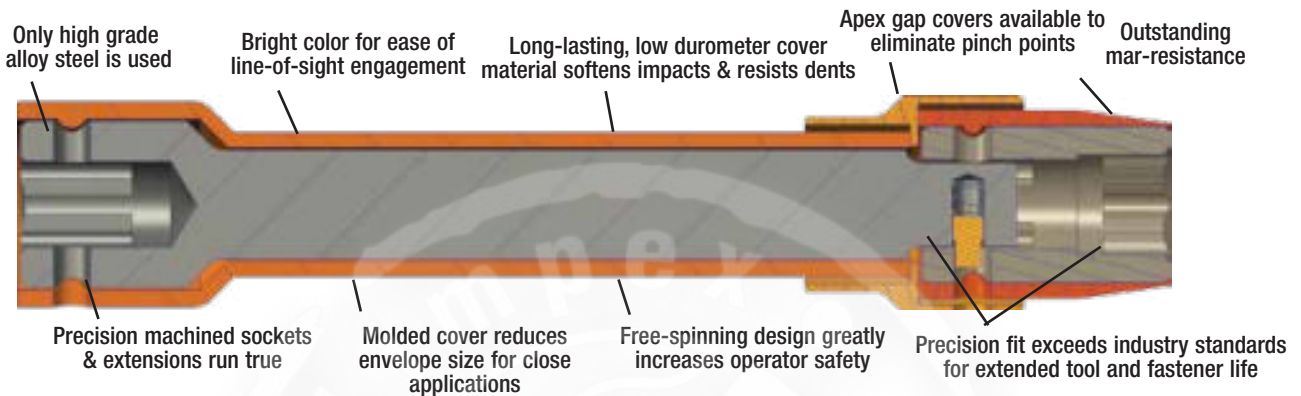 Only high grade
alloy steel is used
Bright color for ease of
line-of-sight engagement
Long-lasting, low durometer cover
material softens impacts & resists dents
Apex gap covers available to
eliminate pinch points
Outstanding
mar-resistance
mpex
Precision machined sockets
& extensions run true
Molded cover reduces
envelope size for close
applications
Free-spinning design greatly
increases operator safety
Precision fit exceeds industry standards
for extended tool and fastener life